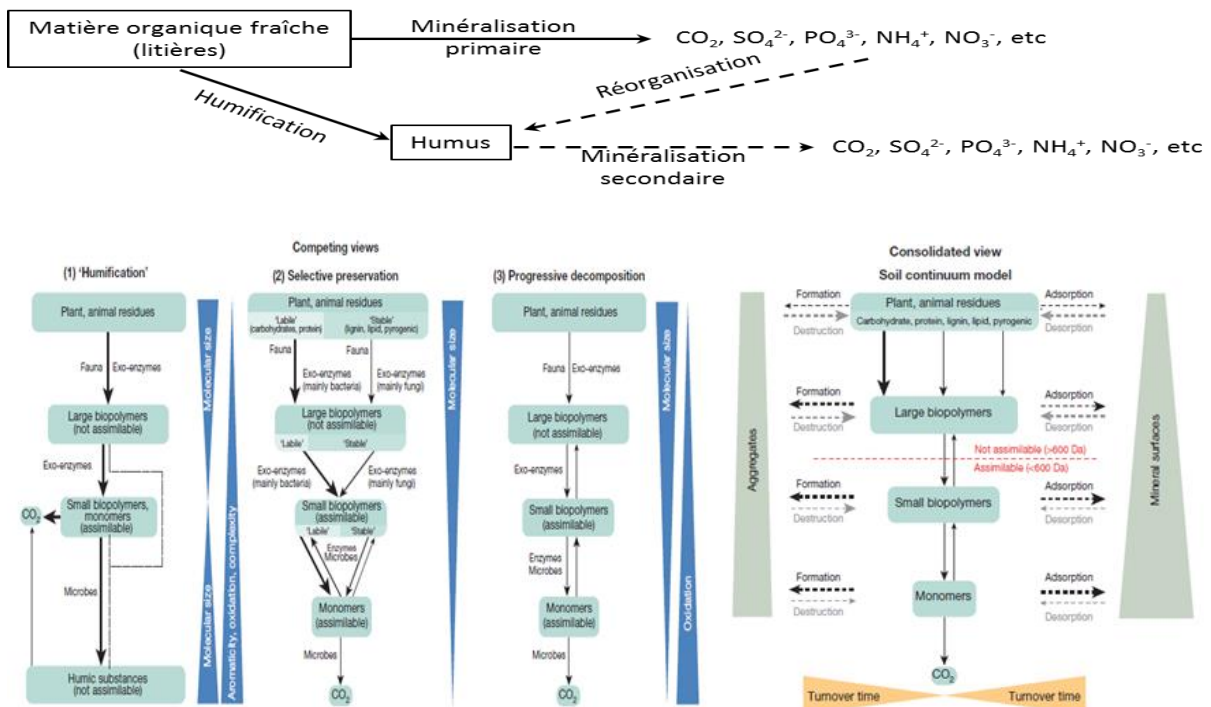 Matière organique fraîche
(litières)
Minéralisation
primaire
CO₂, SO₄²⁻, PO₄³⁻, NH₄⁺, NO₃⁻, etc
Réorganisation
Humification
Humus
Minéralisation
secondaire
CO₂, SO₄²⁻, PO₄³⁻, NH₄⁺, NO₃⁻, etc
Competing views
(1) 'Humification'
Plant, animal residues
Fauna
Exo-enzymes
Large biopolymers
(not assimilable)
Exo-enzymes
Small biopolymers,
monomers
(assimilable)
CO₂
Microbes
Humic substances
(not assimilable)
Molecular size
Molecular size
Aromaticity, oxidation, complexity
(2) Selective preservation
Plant, animal residues
'Labile'
(carbohydrates, protein)
'Stable'
(lignin, lipid, pyrogenic)
Fauna
Fauna
Exo-enzymes
(mainly bacteria)
Exo-enzymes
(mainly fungi)
Large biopolymers
(not assimilable)
'Labile'
'Stable'
Exo-enzymes
(mainly bacteria)
Exo-enzymes
(mainly fungi)
Small biopolymers
(assimilable)
'Labile'
'Stable'
Enzymes
Microbes
Monomers
(assimilable)
Microbes
CO₂
Molecular size
(3) Progressive decomposition
Plant, animal residues
Fauna
Exo-enzymes
Large biopolymers
(not assimilable)
Exo-enzymes
Small biopolymers
(assimilable)
Enzymes
Microbes
Monomers
(assimilable)
Microbes
CO₂
Molecular size
Oxidation
Consolidated view
Soil continuum model
Formation
Destruction
Plant, animal residues
Carbohydrate, protein, lignin, lipid, pyrogenic
Adsorption
Desorption
Formation
Destruction
Large biopolymers
Adsorption
Desorption
Not assimilable (>600 Da)
Assimilable (<600 Da)
Formation
Destruction
Small biopolymers
Adsorption
Desorption
Formation
Destruction
Monomers
Adsorption
Desorption
CO₂
Aggregates
Mineral surfaces
Turnover time
Turnover time